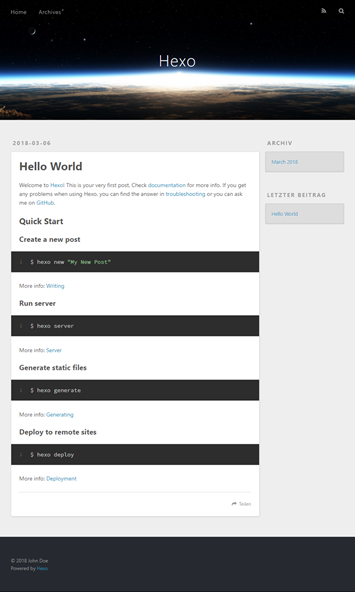 Home Archives
Hexo
2018-03-06
Hello World
Welcome to Hexo! This is your very first post. Check documentation for more info. If you get
any problems when using Hexo, you can find the answer in troubleshooting or you can ask
me on GitHub.
Quick Start
Create a new post
1 $ hexo new "My New Post"
More info: Writing
Run server
1 $ hexo server
More info: Server
Generate static files
1 $ hexo generate
More info: Generating
Deploy to remote sites
1 $ hexo deploy
More info: Deployment
Teilen
ARCHIV
March 2018
LETZTER BEITRAG
Hello World
© 2018 John Doe
Powered by Hexo